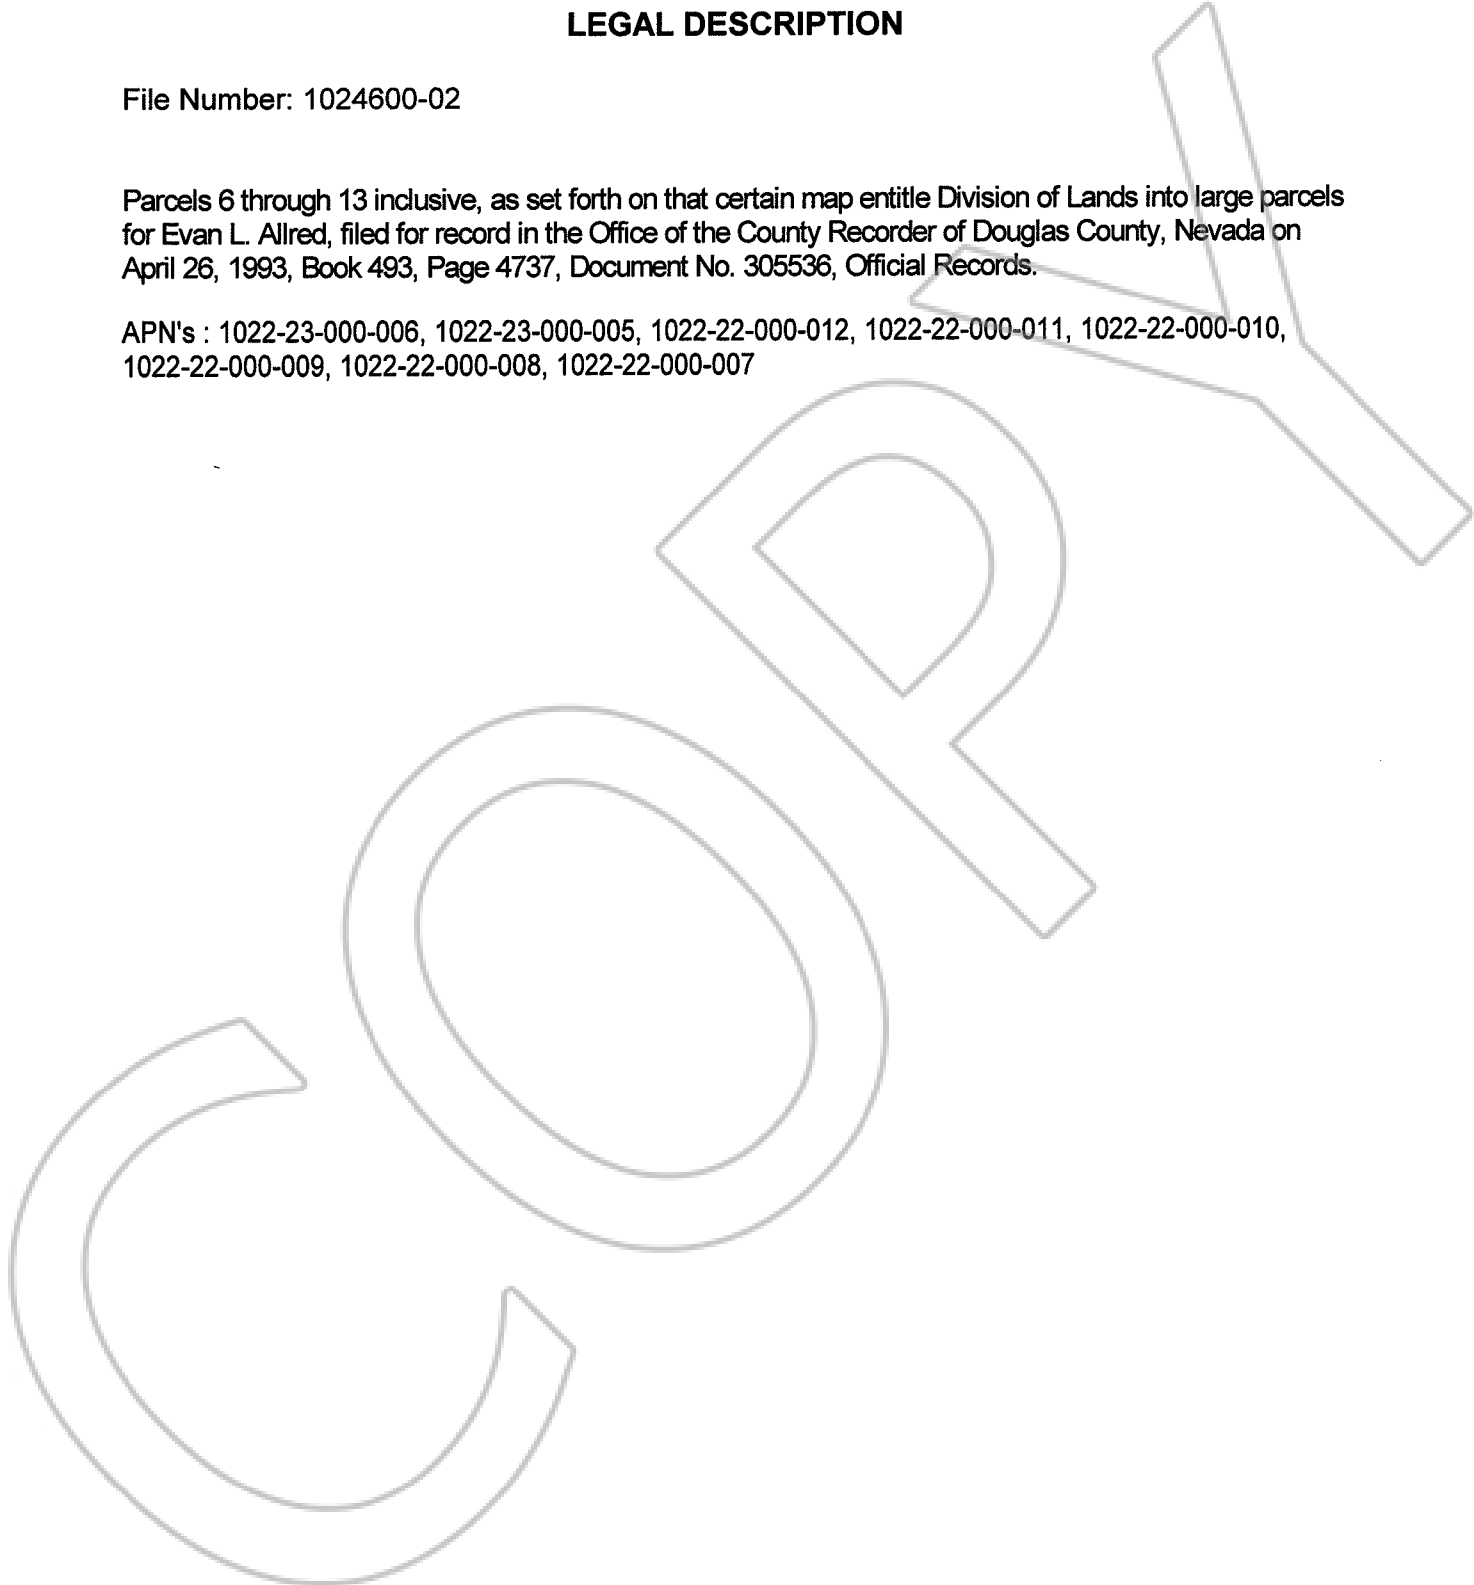 LEGAL DESCRIPTION
File Number: 1024600-02
Parcels 6 through 13 inclusive, as set forth on that certain map entitle Division of Lands into large parcels
for Evan L. Allred, filed for record in the Office of the County Recorder of Douglas County, Nevada on
April 26, 1993, Book 493, Page 4737, Document No. 305536, Official Records.
APN's : 1022-23-000-006, 1022-23-000-005, 1022-22-000-012, 1022-22-000-011, 1022-22-000-010,
1022-22-000-009, 1022-22-000-008, 1022-22-000-007
COPY